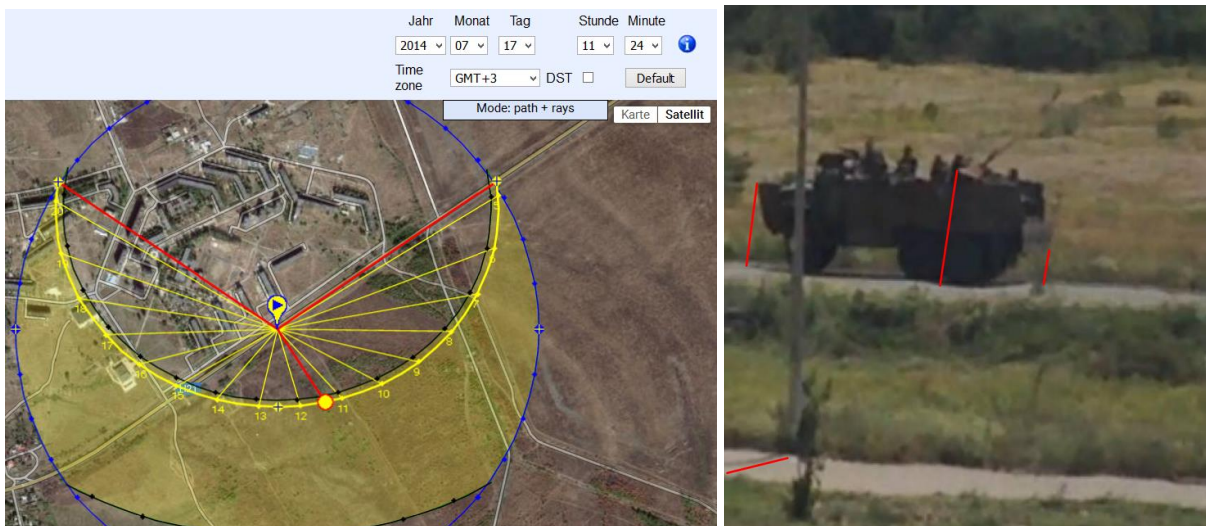 Jahr Monat Tag Stunde Minute
2014 07 17 11 24 i
Time zone GMT+3 DST Default
Mode: path + rays
Karte Satellit
20
5
6
18
17
8
16
9
15
10
14
13
12
11